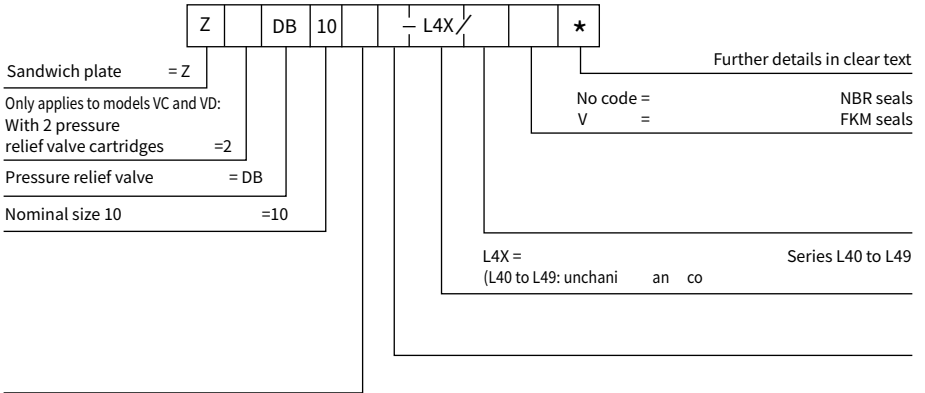 Z DB 10 – L4X/ *
Further details in clear text
Sandwich plate = Z
Only applies to models VC and VD:
With 2 pressure
relief valve cartridges =2
No code = NBR seals
V = FKM seals
Pressure relief valve = DB
Nominal size 10 =10
L4X = Series L40 to L49
(L40 to L49: unchani an co